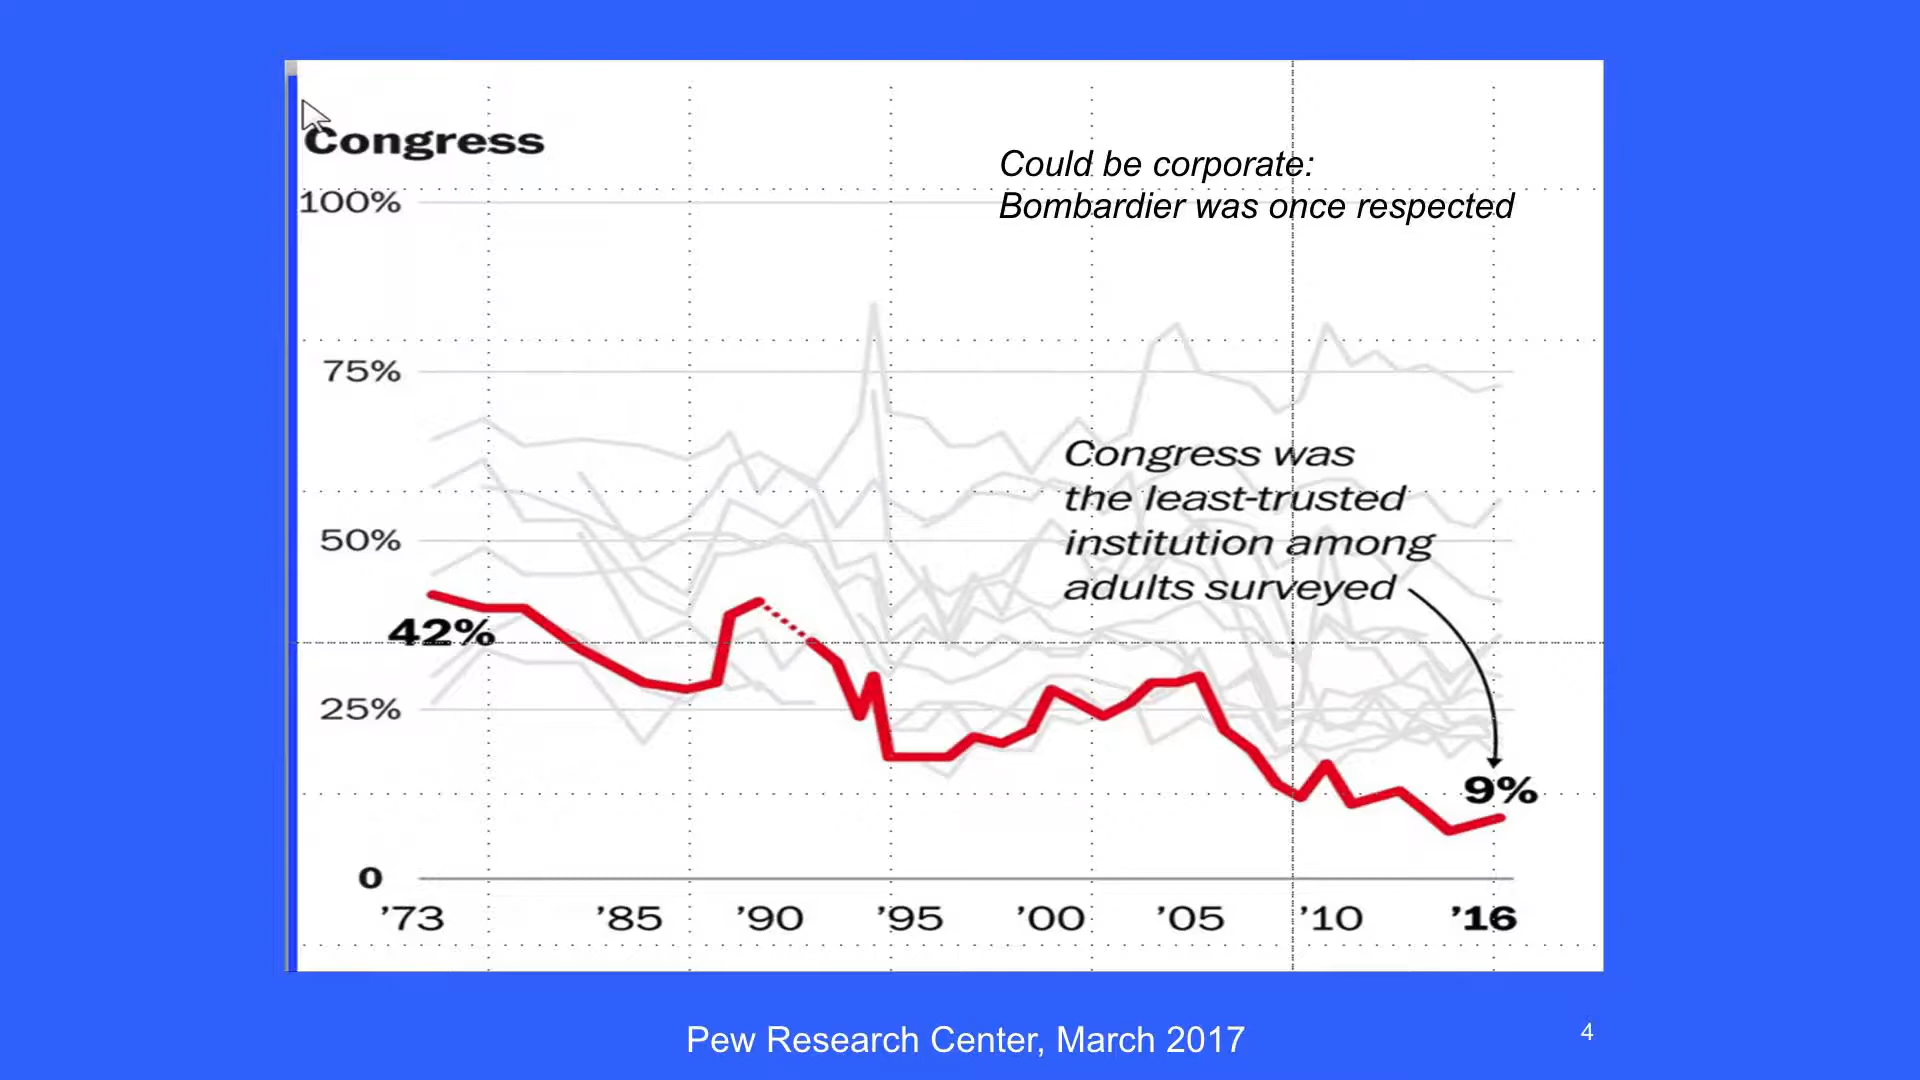 Congress
Could be corporate:
Bombardier was once respected
100%
75%
Congress was
the least-trusted
institution among
adults surveyed
50%
42%
25%
9%
0
’73 ’85 ’90 ’95 ’00 ’05 ’10 ’16
Pew Research Center, March 2017
4